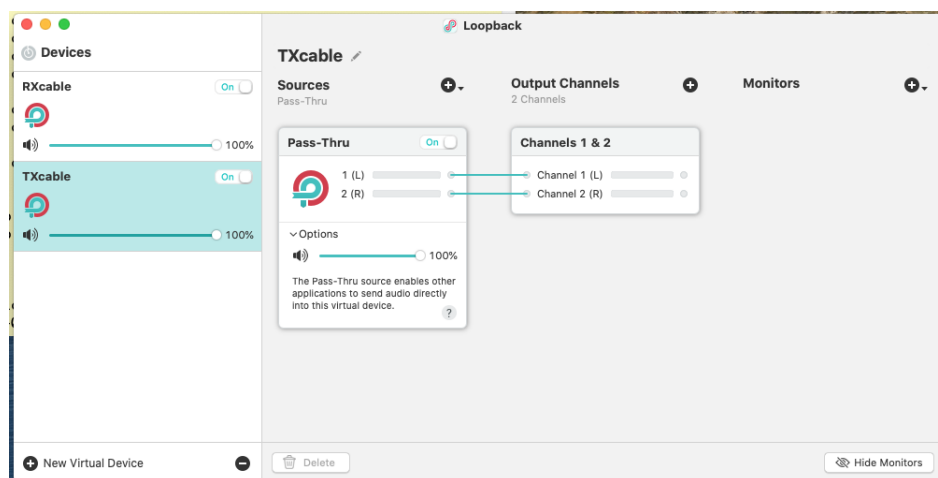 Loopback
Devices
RXcable
On
100%
TXcable
On
100%
New Virtual Device
TXcable
Sources
Pass-Thru
Pass-Thru
On
1 (L)
2 (R)
Options
100%
The Pass-Thru source enables other
applications to send audio directly
into this virtual device.
?
Output Channels
2 Channels
Channels 1 & 2
Channel 1 (L)
Channel 2 (R)
Monitors
Delete
Hide Monitors